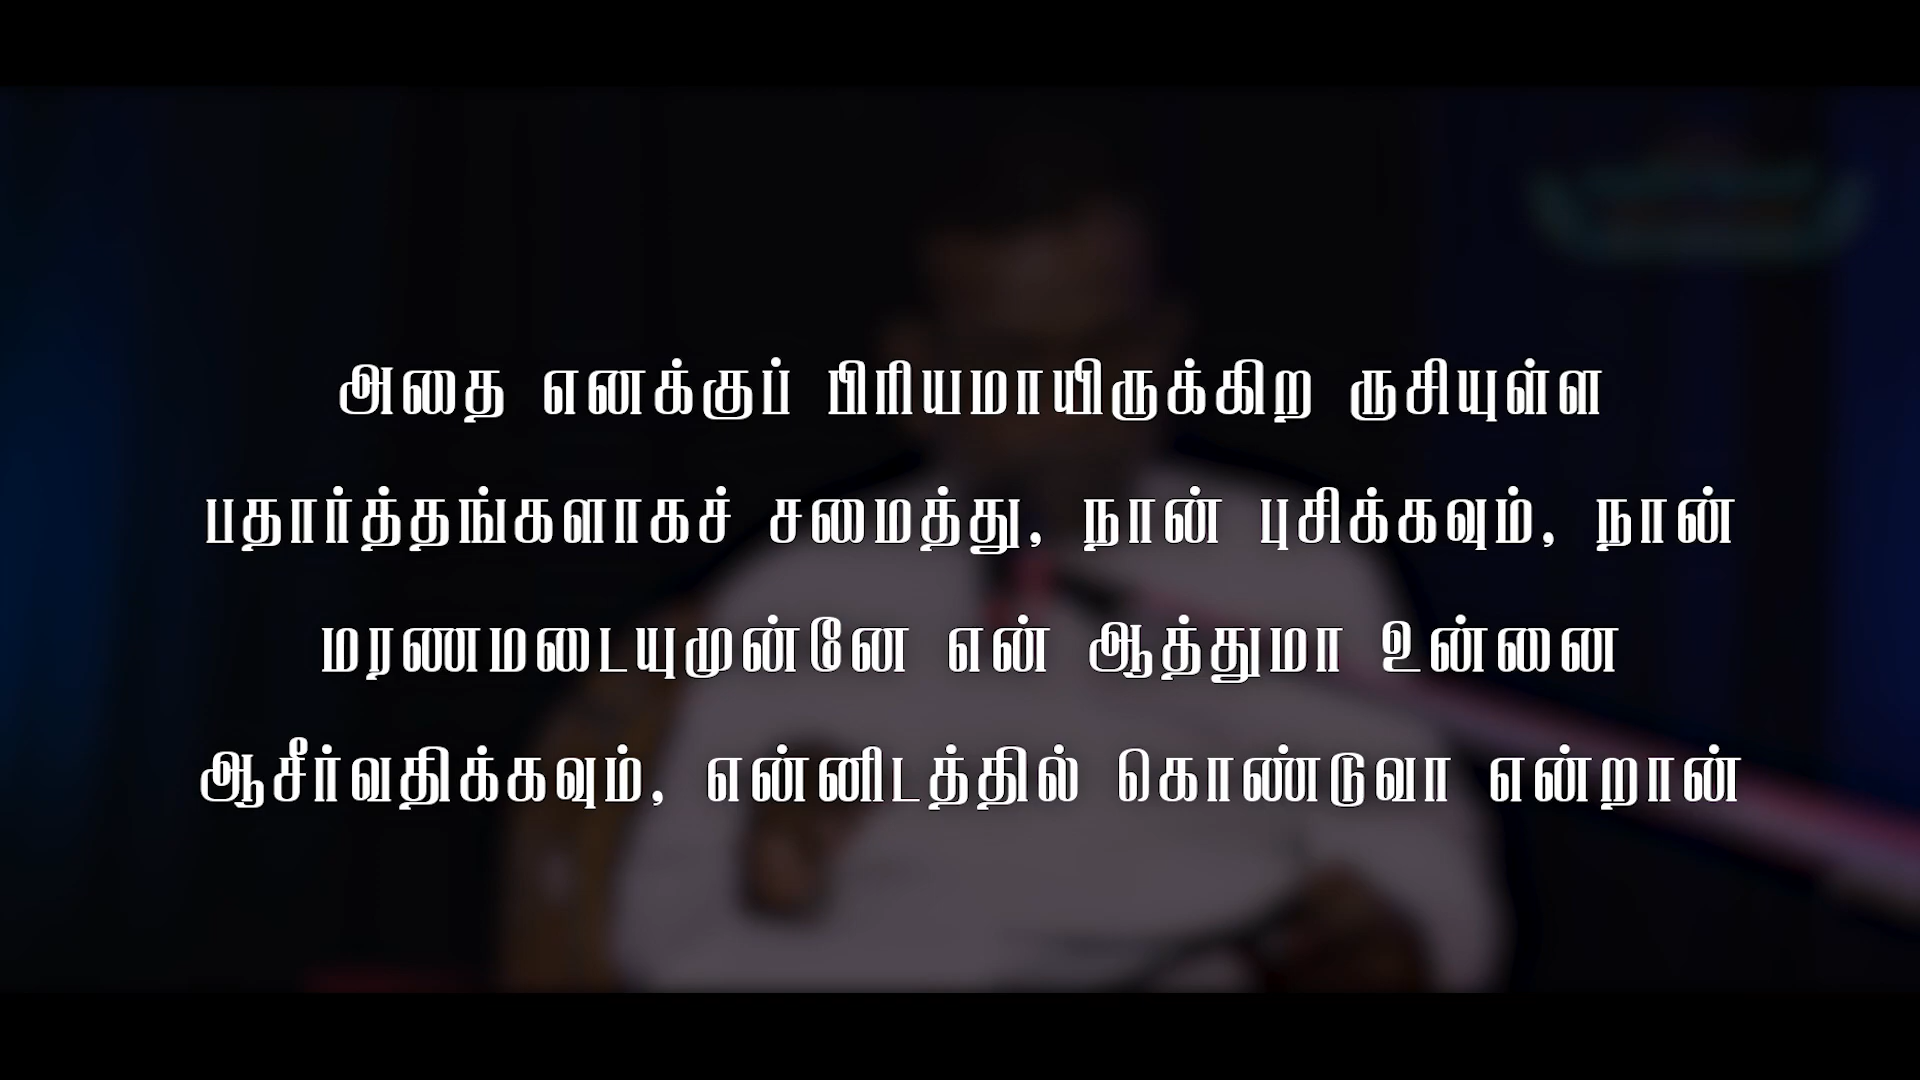 அதை எனக்குப் பிரியமாயிருக்கிற ருசியுள்ள
பதார்த்தங்களாகச் சமைத்து, நான் புசிக்கவும், நான்
மரணமடையுமுன்னே என் ஆத்துமா உன்னை
ஆசீர்வதிக்கவும், என்னிடத்தில் கொண்டுவா என்றான்